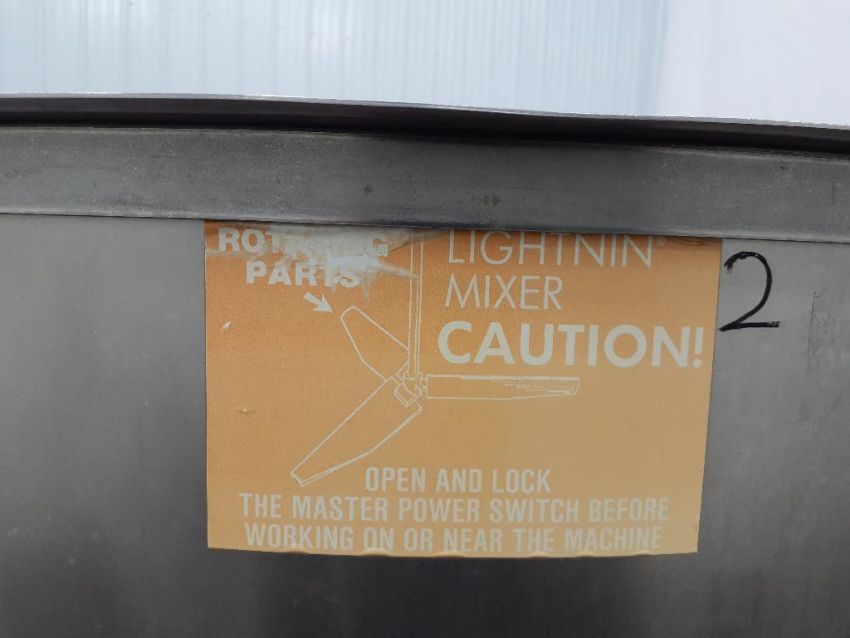 ROTATING
PARTS
LIGHTNIN®
MIXER
CAUTION!
2
OPEN AND LOCK
THE MASTER POWER SWITCH BEFORE
WORKING ON OR NEAR THE MACHINE